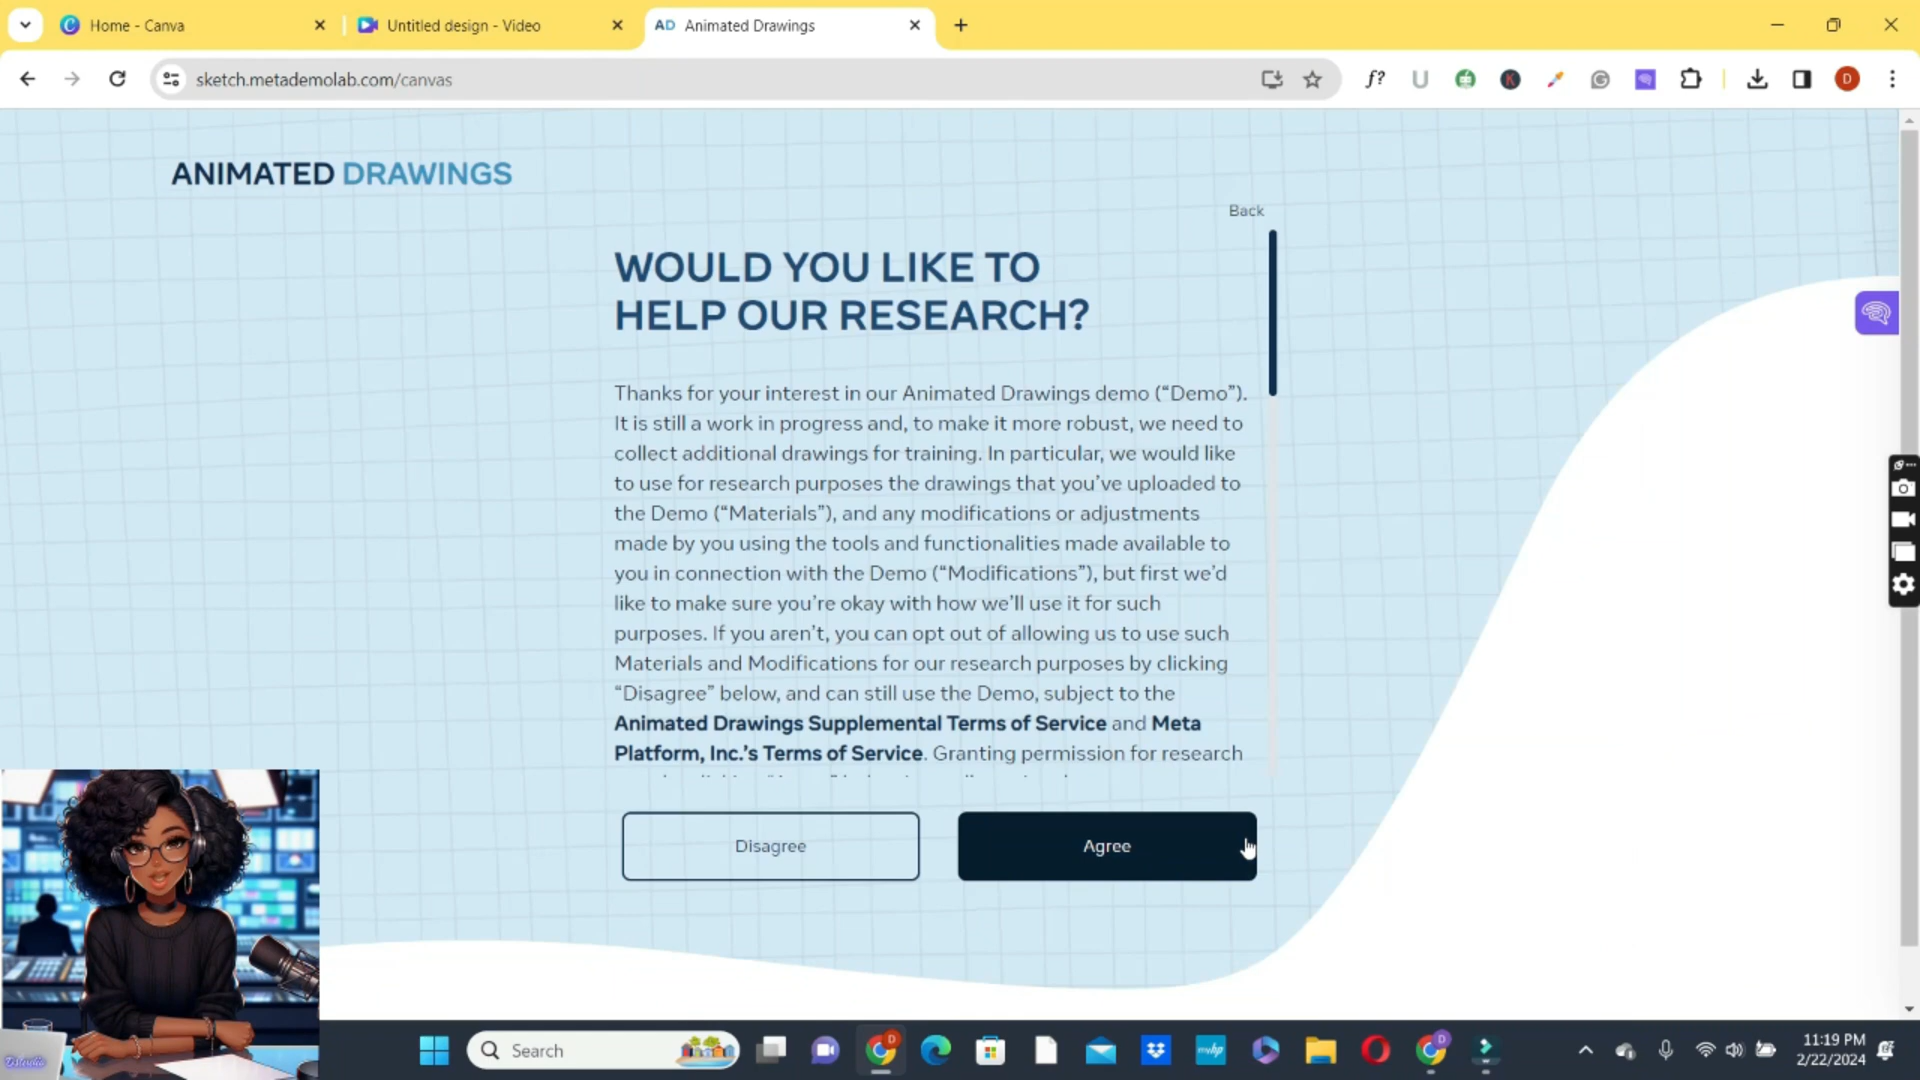 Home - Canva
Untitled design - Video
AD Animated Drawings
sketch.metademolab.com/canvas
f?
D
ANIMATED DRAWINGS
Back
WOULD YOU LIKE TO
HELP OUR RESEARCH?
Thanks for your interest in our Animated Drawings demo (“Demo”).
It is still a work in progress and, to make it more robust, we need to
collect additional drawings for training. In particular, we would like
to use for research purposes the drawings that you’ve uploaded to
the Demo (“Materials”), and any modifications or adjustments
made by you using the tools and functionalities made available to
you in connection with the Demo (“Modifications”), but first we’d
like to make sure you’re okay with how we’ll use it for such
purposes. If you aren’t, you can opt out of allowing us to use such
Materials and Modifications for our research purposes by clicking
“Disagree” below, and can still use the Demo, subject to the
Animated Drawings Supplemental Terms of Service and Meta
Platform, Inc.’s Terms of Service. Granting permission for research
Disagree
Agree
Search
myhp
11:19 PM
2/22/2024